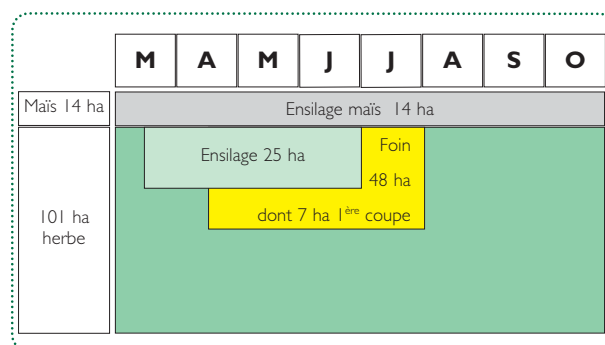 M A M J J A S O
Maïs 14 ha
Ensilage maïs 14 ha
101 ha
herbe
Ensilage 25 ha
Foin
48 ha
dont 7 ha 1ère coupe